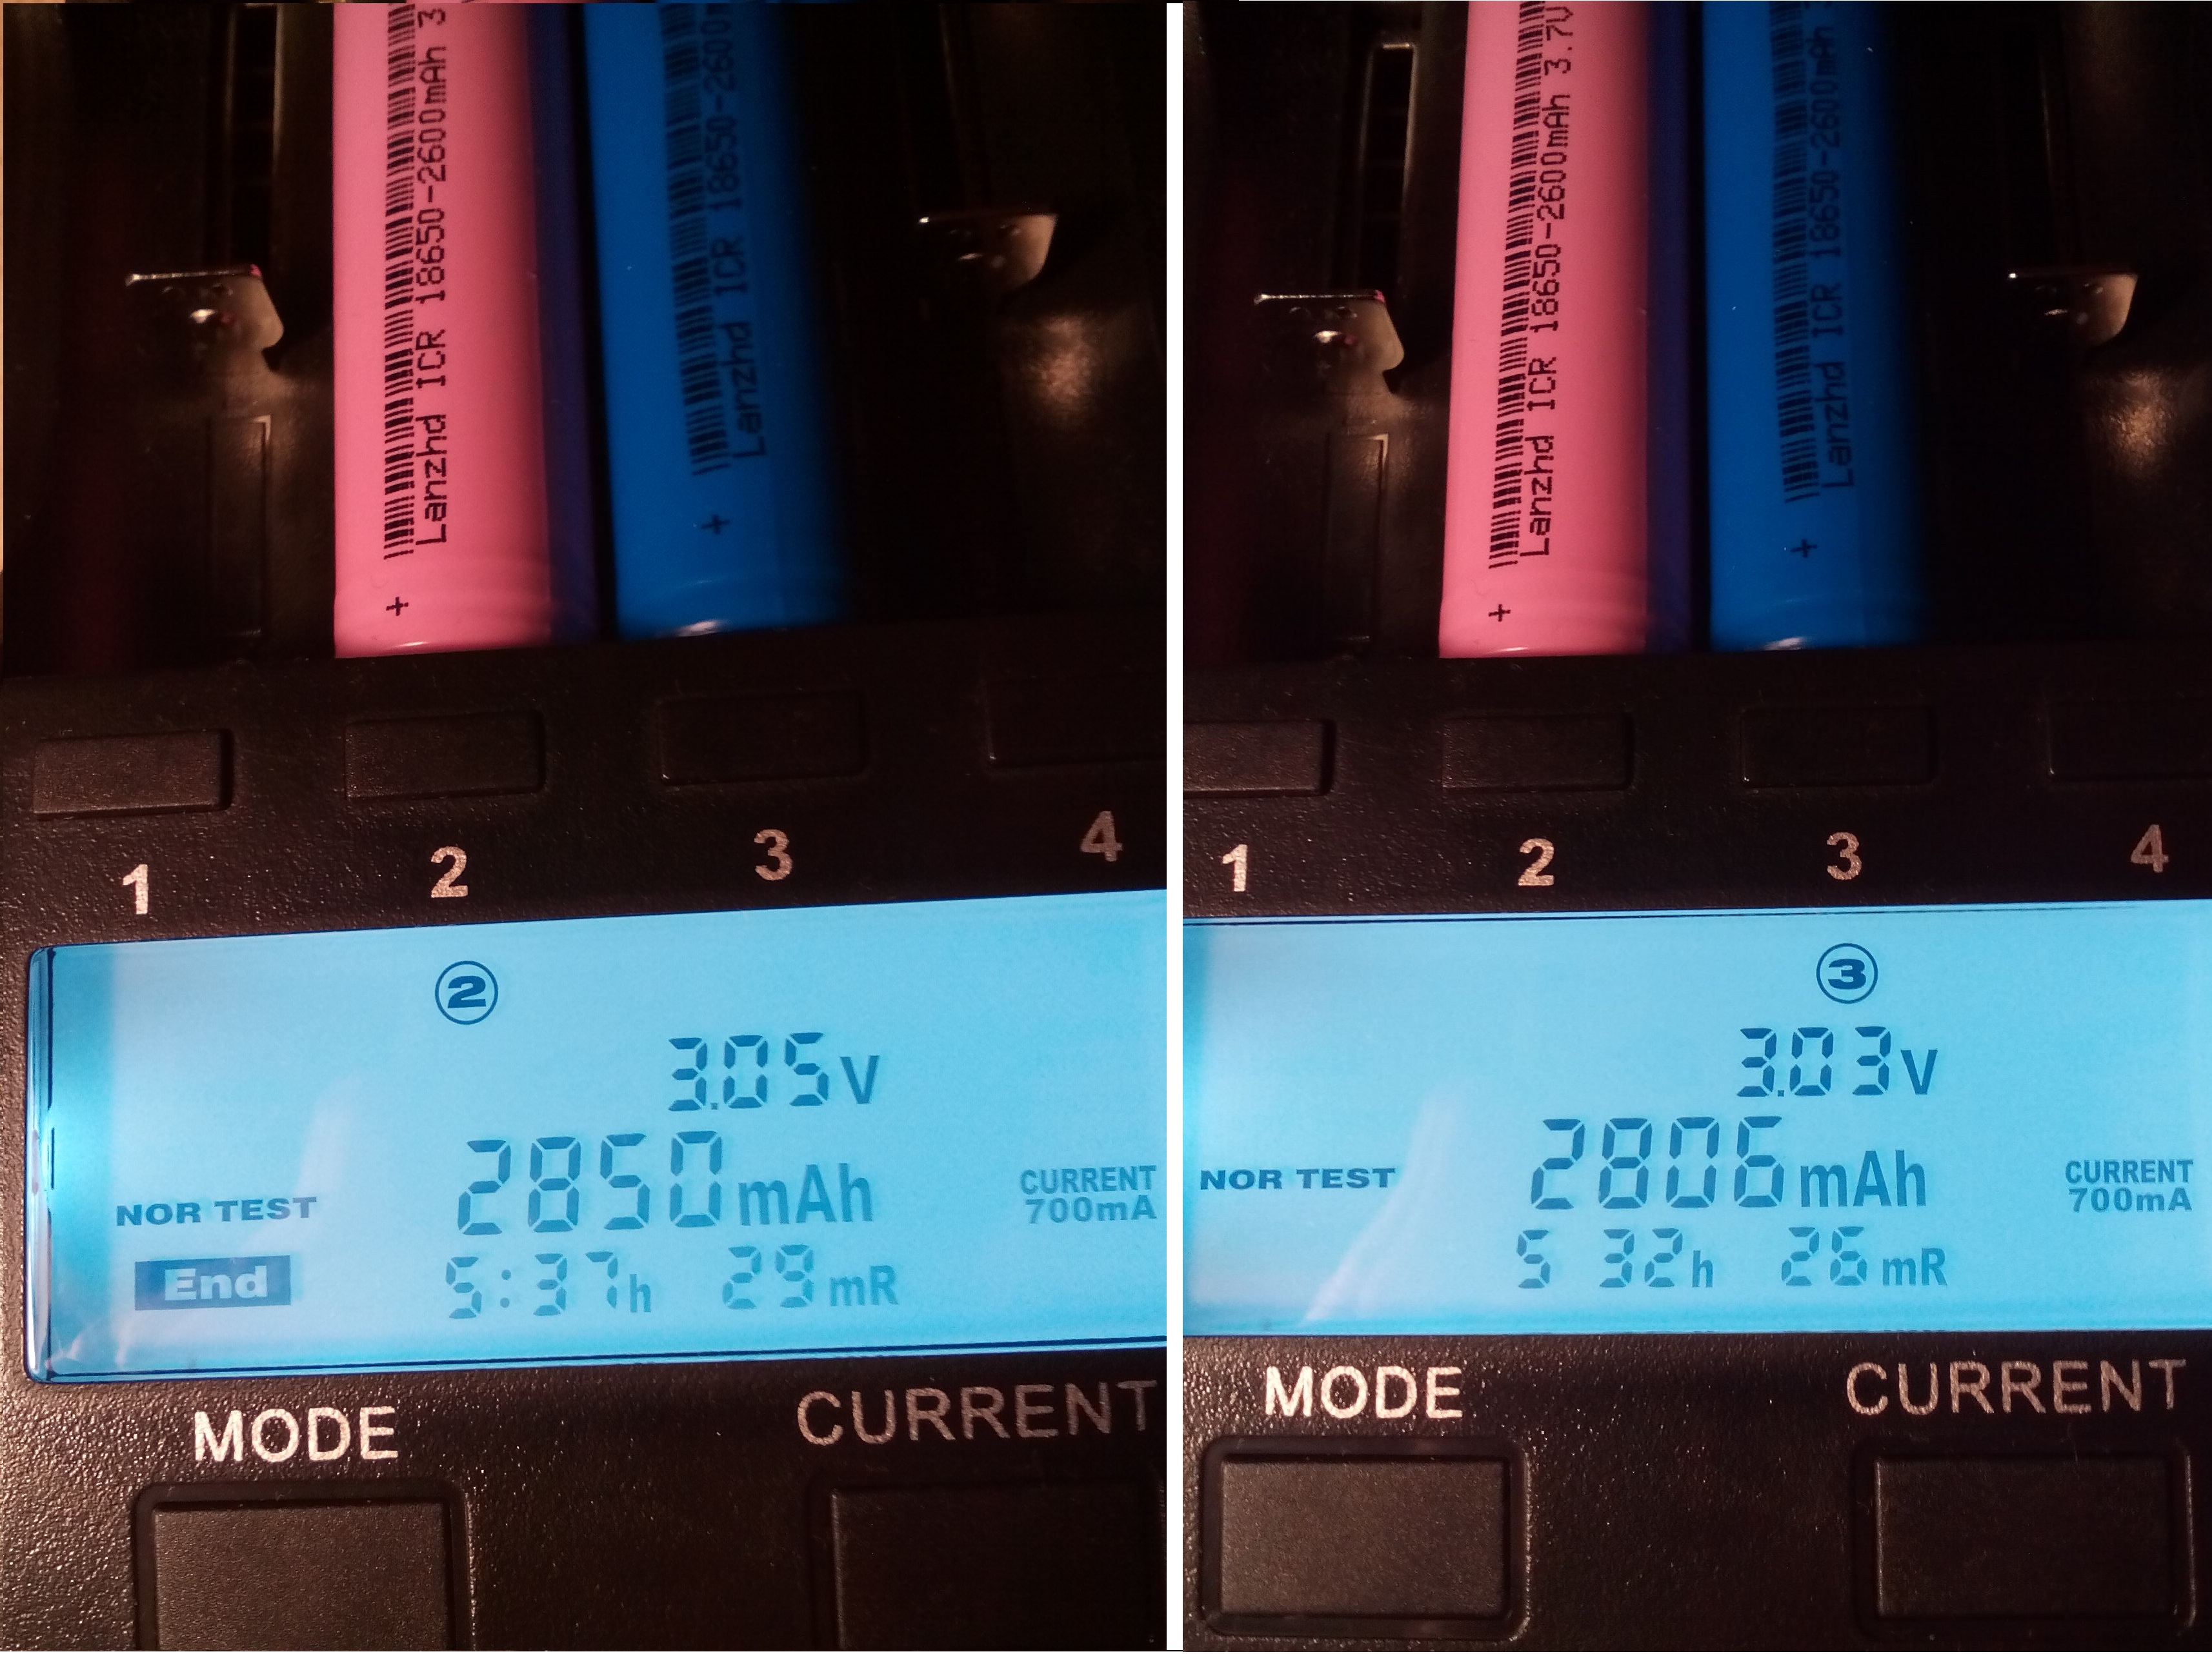 Lanzhd ICR 18650-2600mAh 3
+
Lanzhd ICR 18650-2600
+
1
2
3
4
2
3.05V
2850mAh
NOR TEST
CURRENT
700mA
End
5:37h
29mR
MODE
CURRENT
Lanzhd ICR 18650-2600mAh 3.7V
+
Lanzhd ICR 18650-2600mAh 3
+
1
2
3
4
3
3.03V
2806mAh
NOR TEST
CURRENT
700mA
5 32h
26mR
MODE
CURRENT